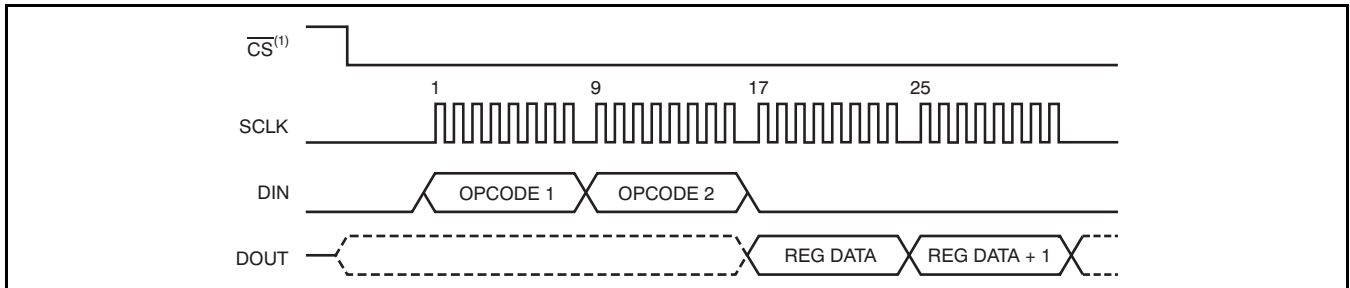 CS(1)
1 9 17 25
SCLK
DIN OPCODE 1 OPCODE 2
DOUT REG DATA REG DATA + 1